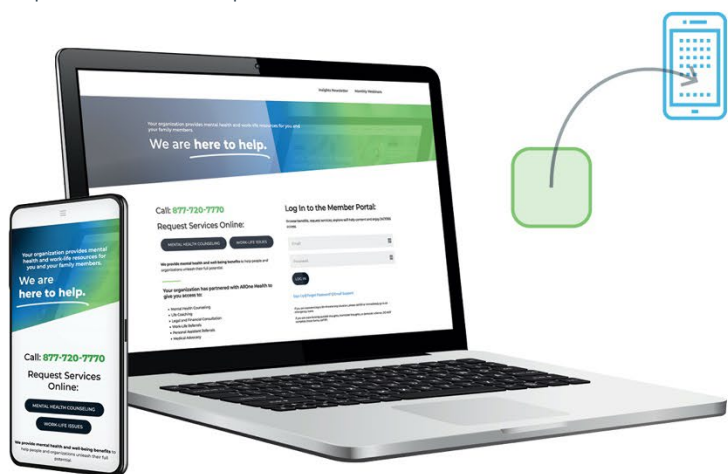 Insights Newsletter Monthly Webinars
Your organization provides mental health and work-life resources for you and
your family members.
We are here to help.
Call: 877-720-7770
Request Services Online:
MENTAL HEALTH COUNSELING WORK-LIFE ISSUES
We provide mental health and well-being benefits to help people and
organizations unleash their full potential.
Your organization has partnered with AllOne Health to
give you access to:
Mental Health Counseling
Life Coaching
Legal and Financial Consultation
Work-Life Referrals
Personal Assistant Referrals
Medical Advocacy
Log In to the Member Portal:
Email
Password
LOG IN
Your organization provides mental
health and work-life resources for
you and your family members.
We are
here to help.
Call: 877-720-7770
Request Services
Online:
MENTAL HEALTH COUNSELING
WORK-LIFE ISSUES
We provide mental health and well-being benefits to
help people and organizations unleash their full
potential.